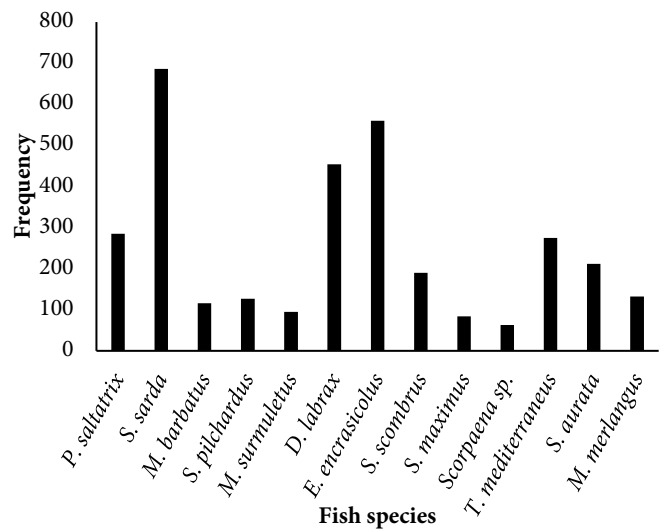 800
700
600
500
400
300
200
100
0
Frequency
P. saltatrix
S. sarda
M. barbatus
S. pilchardus
M. surmuletus
D. labrax
E. encrasicolus
S. scombrus
S. maximus
Scorpaena sp.
T. mediterraneus
S. aurata
M. merlangus
Fish species